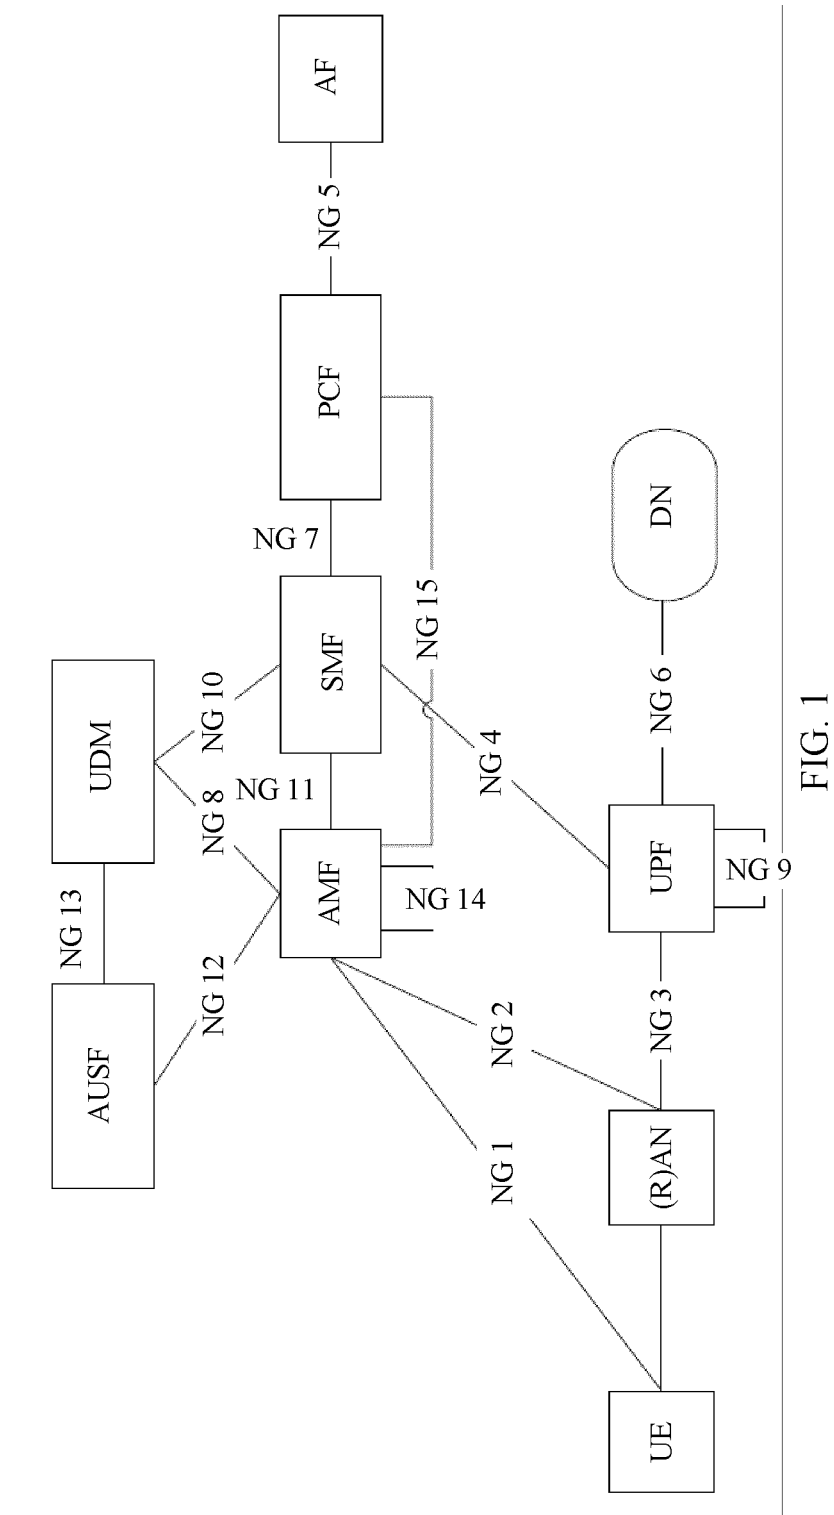 AUSF
NG 13
UDM
NG 12
NG 8
NG 10
AMF
NG 11
SMF
NG 7
PCF
NG 5
AF
NG 14
NG 15
NG 1
NG 2
NG 4
UE
(R)AN
NG 3
UPF
NG 6
DN
NG 9
FIG. 1